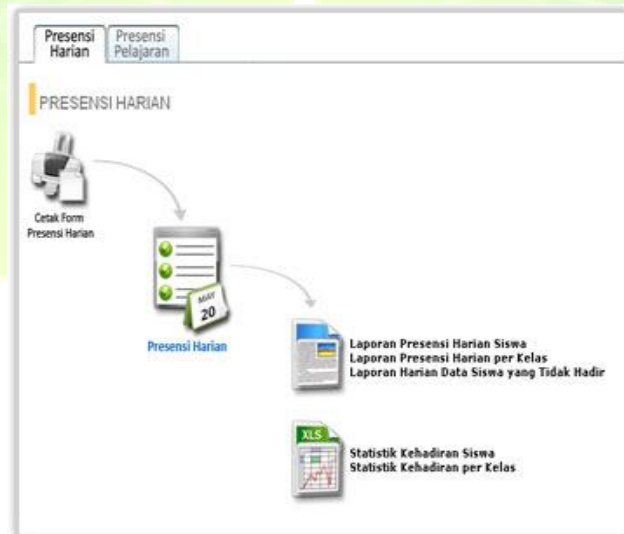 Presensi
Harian
Presensi
Pelajaran
PRESENSI HARIAN
Cetak Form
Presensi Harian
MAY
20
Presensi Harian
Laporan Presensi Harian Siswa
Laporan Presensi Harian per Kelas
Laporan Harian Data Siswa yang Tidak Hadir
XLS
Statistik Kehadiran Siswa
Statistik Kehadiran per Kelas